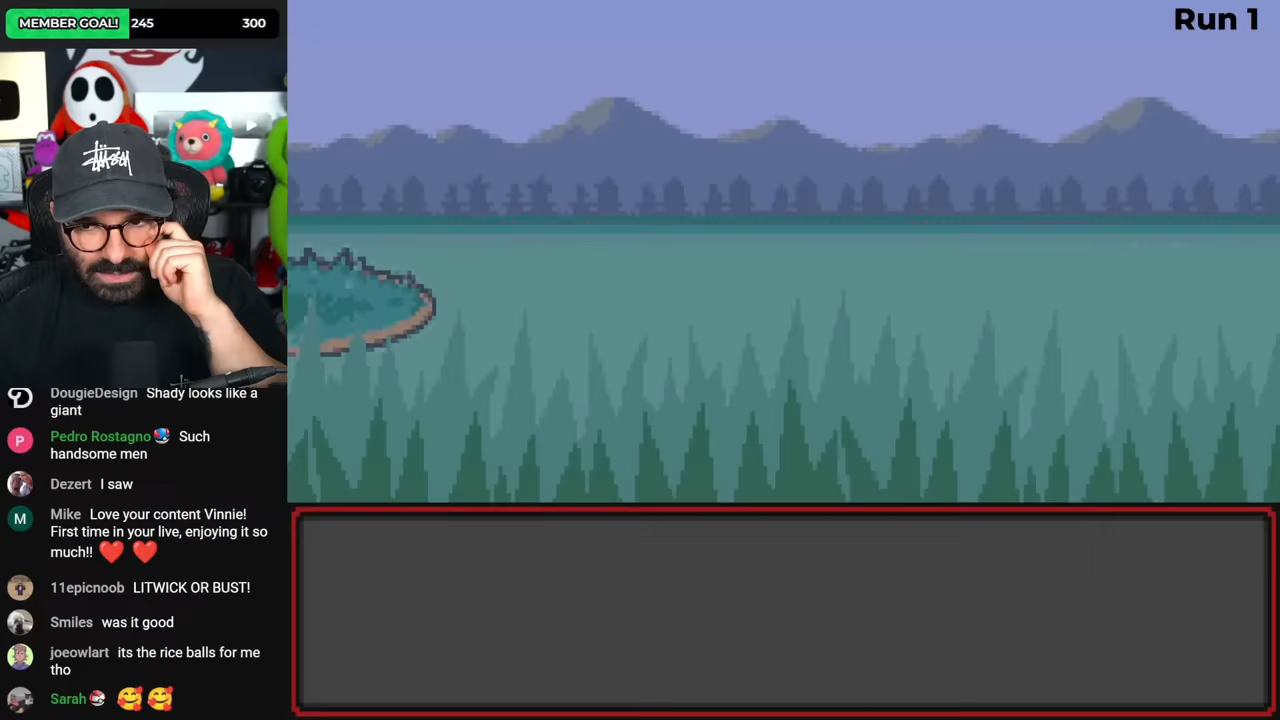 MEMBER GOAL! 245 300
Run 1
STÜSSY
DougieDesign Shady looks like a
giant
Pedro Rostagno Such
handsome men
Dezert I saw
Mike Love your content Vinnie!
First time in your live, enjoying it so
much!!
11epicnoob LITWICK OR BUST!
Smiles was it good
joeowlart its the rice balls for me
tho
Sarah